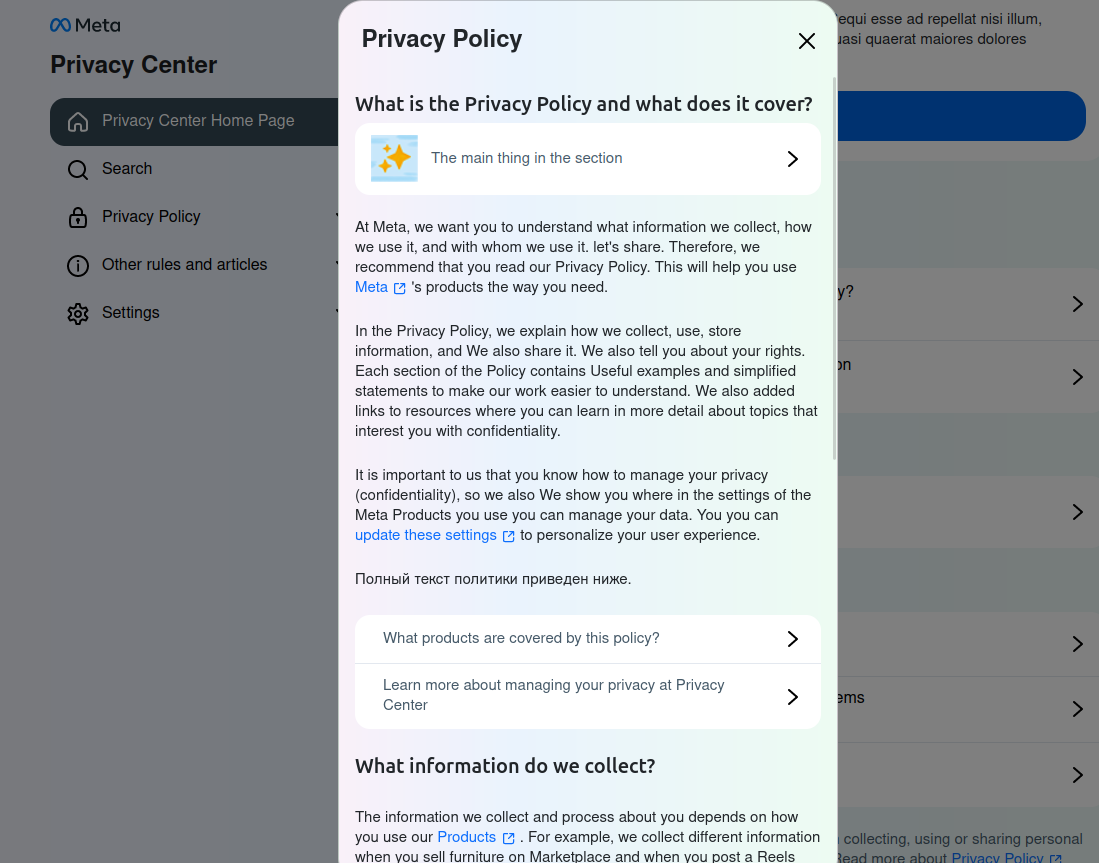 Meta
Privacy Center
Privacy Center Home Page
Search
Privacy Policy
Other rules and articles
Settings
Privacy Policy
What is the Privacy Policy and what does it cover?
The main thing in the section
At Meta, we want you to understand what information we collect, how
we use it, and with whom we use it. let's share. Therefore, we
recommend that you read our Privacy Policy. This will help you use
Meta 's products the way you need.
In the Privacy Policy, we explain how we collect, use, store
information, and We also share it. We also tell you about your rights.
Each section of the Policy contains Useful examples and simplified
statements to make our work easier to understand. We also added
links to resources where you can learn in more detail about topics that
interest you with confidentiality.
It is important to us that you know how to manage your privacy
(confidentiality), so we also We show you where in the settings of the
Meta Products you use you can manage your data. You you can
update these settings to personalize your user experience.
Полный текст политики приведен ниже.
What products are covered by this policy?
Learn more about managing your privacy at Privacy
Center
What information do we collect?
The information we collect and process about you depends on how
you use our Products . For example, we collect different information
when you sell furniture on Marketplace and when you post a Reels
esse ad repellat nisi illum,
quaerat maiores dolores
y?
on
ems
collecting, using or sharing personal
Read more about Privacy Policy